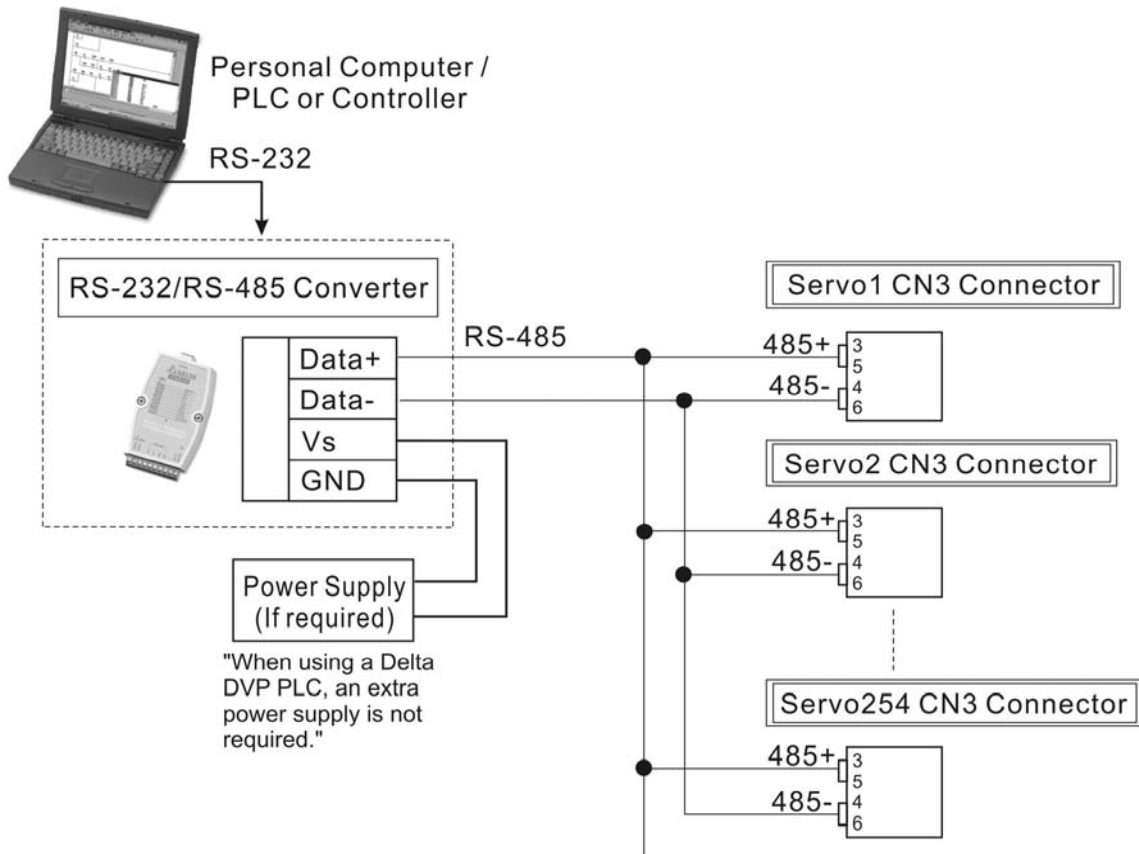 Personal Computer /
PLC or Controller
RS-232
RS-232/RS-485 Converter
Data+
Data-
Vs
GND
RS-485
Power Supply
(If required)
"When using a Delta
DVP PLC, an extra
power supply is not
required."
Servo1 CN3 Connector
485+
3
5
485-
4
6
Servo2 CN3 Connector
485+
3
5
485-
4
6
Servo254 CN3 Connector
485+
3
5
485-
4
6